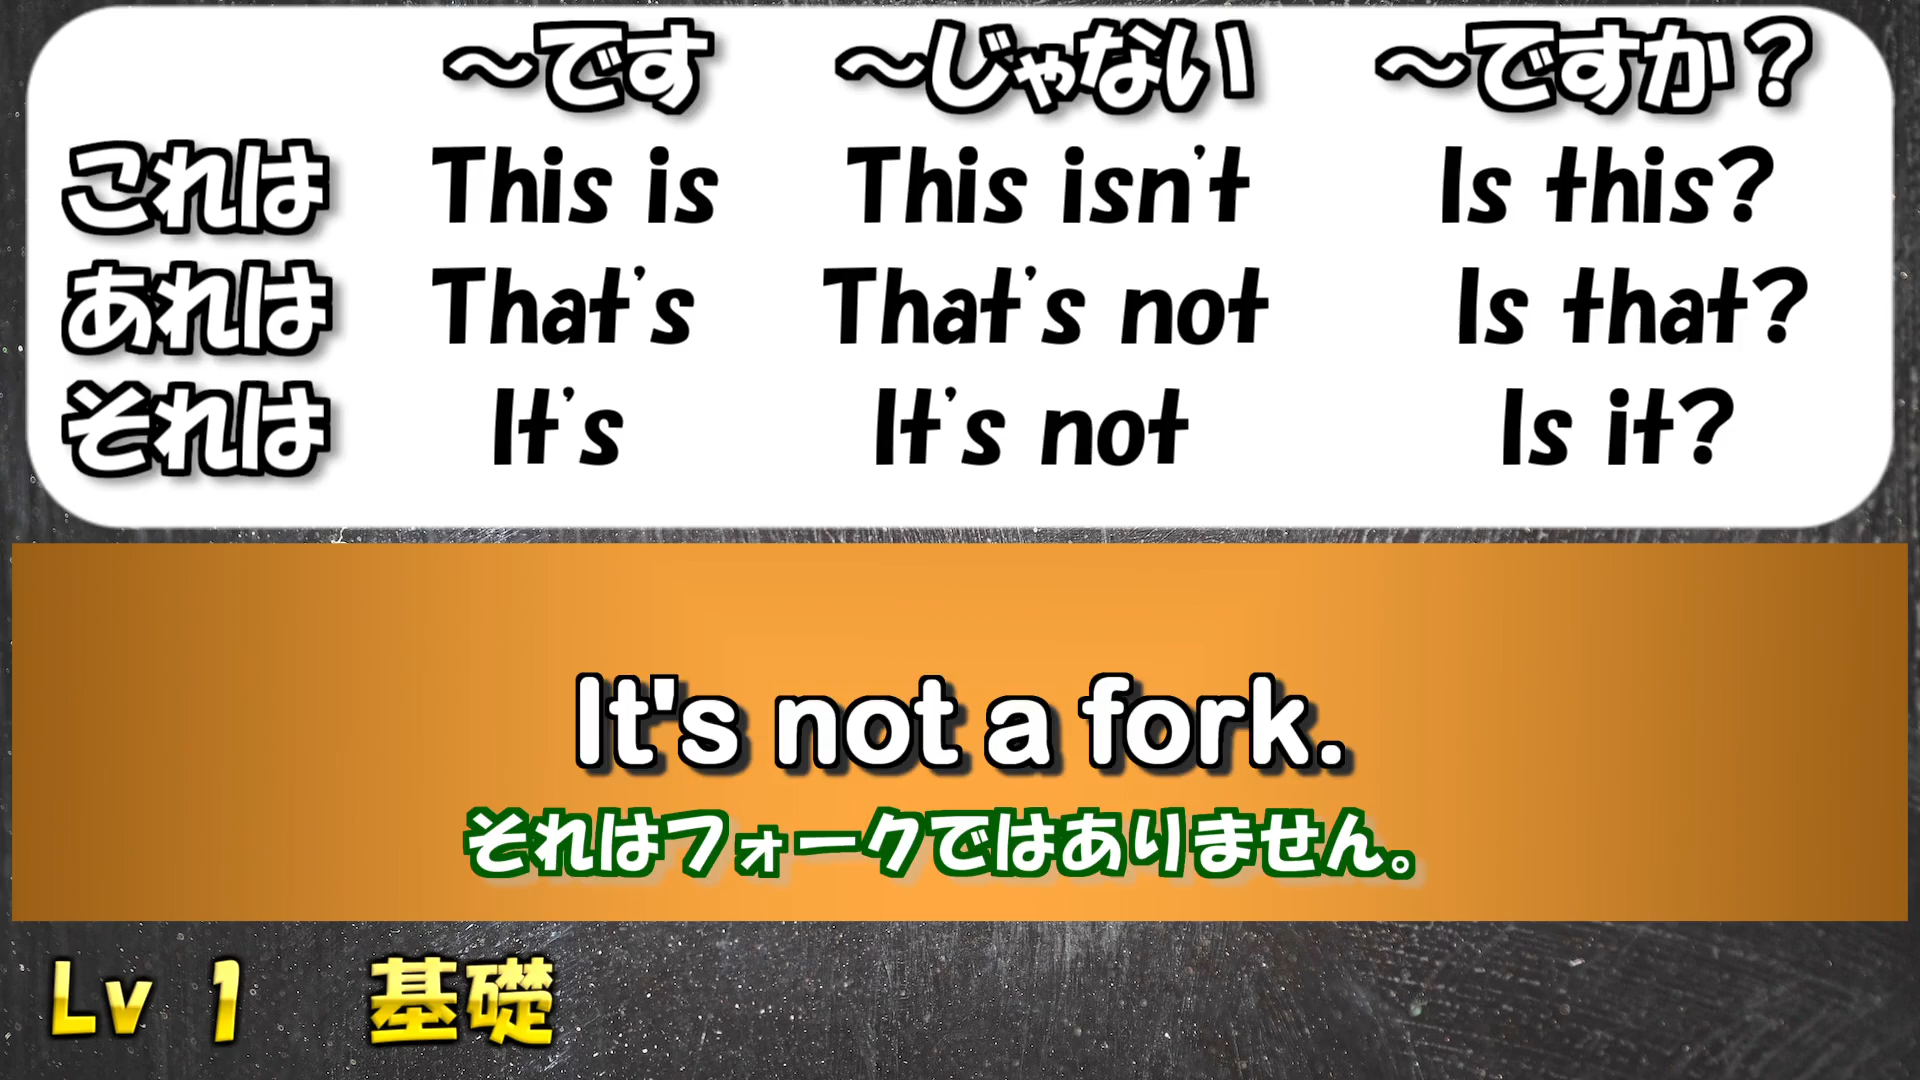 ～です ～じゃない ～ですか？
これは This is This isn't Is this?
あれは That's That's not Is that?
それは It's It's not Is it?
It's not a fork.
それはフォークではありません。
Lv 1 基礎